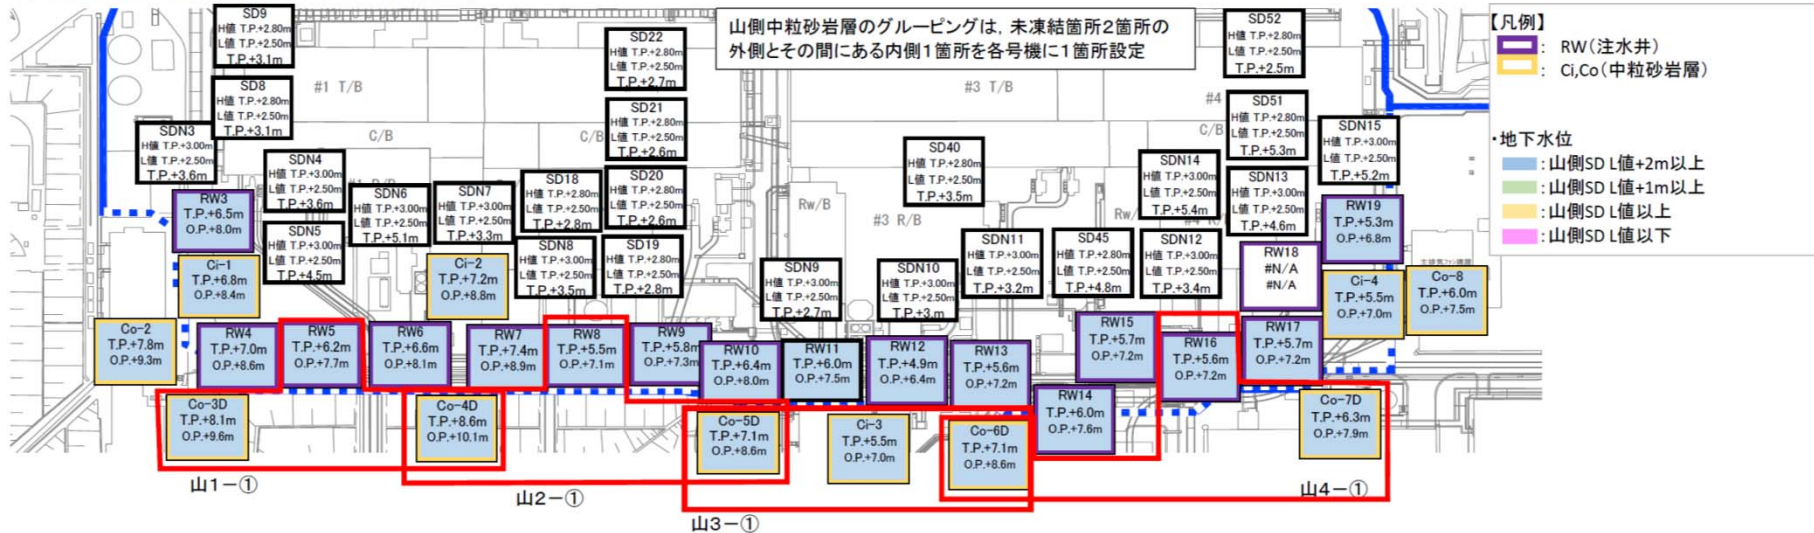 SD9
H値 T.P.+2.80m
L値 T.P.+2.50m
T.P.+3.1m
SD8
H値 T.P.+2.80m
L値 T.P.+2.50m
T.P.+3.1m
SDN3
H値 T.P.+3.00m
L値 T.P.+2.50m
T.P.+3.6m
SDN4
H値 T.P.+3.00m
L値 T.P.+2.50m
T.P.+3.6m
SDN5
H値 T.P.+3.00m
L値 T.P.+2.50m
T.P.+4.5m
SDN6
H値 T.P.+3.00m
L値 T.P.+2.50m
T.P.+5.1m
SDN7
H値 T.P.+3.00m
L値 T.P.+2.50m
T.P.+3.3m
SD18
H値 T.P.+2.80m
L値 T.P.+2.50m
T.P.+2.8m
SDN8
H値 T.P.+3.00m
L値 T.P.+2.50m
T.P.+3.5m
SD22
H値 T.P.+2.80m
L値 T.P.+2.50m
T.P.+2.7m
SD21
H値 T.P.+2.80m
L値 T.P.+2.50m
T.P.+2.6m
SD20
H値 T.P.+2.80m
L値 T.P.+2.50m
T.P.+2.6m
SD19
H値 T.P.+2.80m
L値 T.P.+2.50m
T.P.+2.8m
山側中粒砂岩層のグルーピングは，未凍結箇所2箇所の
外側とその間にある内側1箇所を各号機に1箇所設定
#1 T/B
C/B
C/B
#3 T/B
Rw/B
#3 R/B
#4
C/B
SDN9
H値 T.P.+3.00m
L値 T.P.+2.50m
T.P.+2.7m
SDN10
H値 T.P.+3.00m
L値 T.P.+2.50m
T.P.+3.m
SD40
H値 T.P.+2.80m
L値 T.P.+2.50m
T.P.+3.5m
SDN11
H値 T.P.+3.00m
L値 T.P.+2.50m
T.P.+3.2m
SD45
H値 T.P.+2.80m
L値 T.P.+2.50m
T.P.+4.8m
SDN14
H値 T.P.+3.00m
L値 T.P.+2.50m
T.P.+5.4m
SDN12
H値 T.P.+3.00m
L値 T.P.+2.50m
T.P.+3.4m
SD52
H値 T.P.+2.80m
L値 T.P.+2.50m
T.P.+2.5m
SD51
H値 T.P.+2.80m
L値 T.P.+2.50m
T.P.+5.3m
SDN13
H値 T.P.+3.00m
L値 T.P.+2.50m
T.P.+4.6m
SDN15
H値 T.P.+3.00m
L値 T.P.+2.50m
T.P.+5.2m
RW3
T.P.+6.5m
O.P.+8.0m
Ci-1
T.P.+6.8m
O.P.+8.4m
Ci-2
T.P.+7.2m
O.P.+8.8m
RW18
#N/A
#N/A
RW19
T.P.+5.3m
O.P.+6.8m
Ci-4
T.P.+5.5m
O.P.+7.0m
Co-8
T.P.+6.0m
O.P.+7.5m
Co-2
T.P.+7.8m
O.P.+9.3m
RW4
T.P.+7.0m
O.P.+8.6m
RW5
T.P.+6.2m
O.P.+7.7m
RW6
T.P.+6.6m
O.P.+8.1m
RW7
T.P.+7.4m
O.P.+8.9m
RW8
T.P.+5.5m
O.P.+7.1m
RW9
T.P.+5.8m
O.P.+7.3m
RW10
T.P.+6.4m
O.P.+8.0m
RW11
T.P.+6.0m
O.P.+7.5m
RW12
T.P.+4.9m
O.P.+6.4m
RW13
T.P.+5.6m
O.P.+7.2m
RW15
T.P.+5.7m
O.P.+7.2m
RW14
T.P.+6.0m
O.P.+7.6m
RW16
T.P.+5.6m
O.P.+7.2m
RW17
T.P.+5.7m
O.P.+7.2m
Co-3D
T.P.+8.1m
O.P.+9.6m
Co-4D
T.P.+8.6m
O.P.+10.1m
Co-5D
T.P.+7.1m
O.P.+8.6m
Ci-3
T.P.+5.5m
O.P.+7.0m
Co-6D
T.P.+7.1m
O.P.+8.6m
Co-7D
T.P.+6.3m
O.P.+7.9m
山1－①
山2－①
山3－①
山4－①
【凡例】
： RW（注水井）
： Ci,Co（中粒砂岩層）
・地下水位
：山側SD L値+2m以上
：山側SD L値+1m以上
：山側SD L値以上
：山側SD L値以下